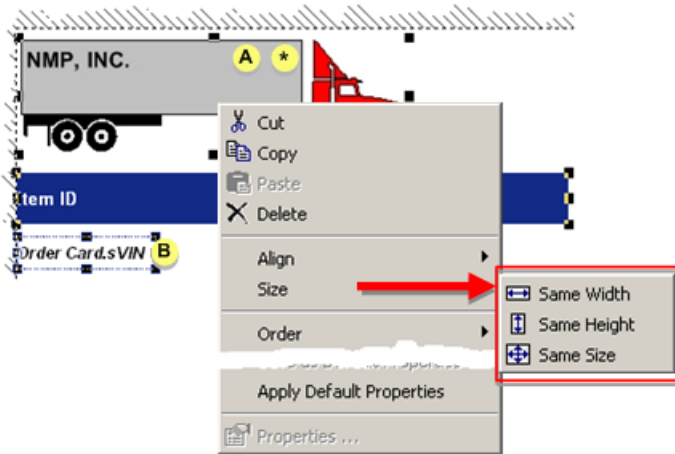 NMP, INC.
A
*
Cut
Copy
Paste
Delete
tem ID
Order Card.sVIN
B
Align
Size
Same Width
Same Height
Same Size
Order
Apply Default Properties
Properties ...